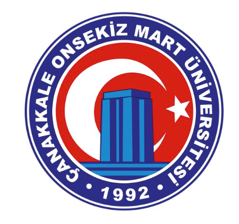 ÇANAKKALE ONSEKİZ MART ÜNİVERSİTESİ
• 1992 •